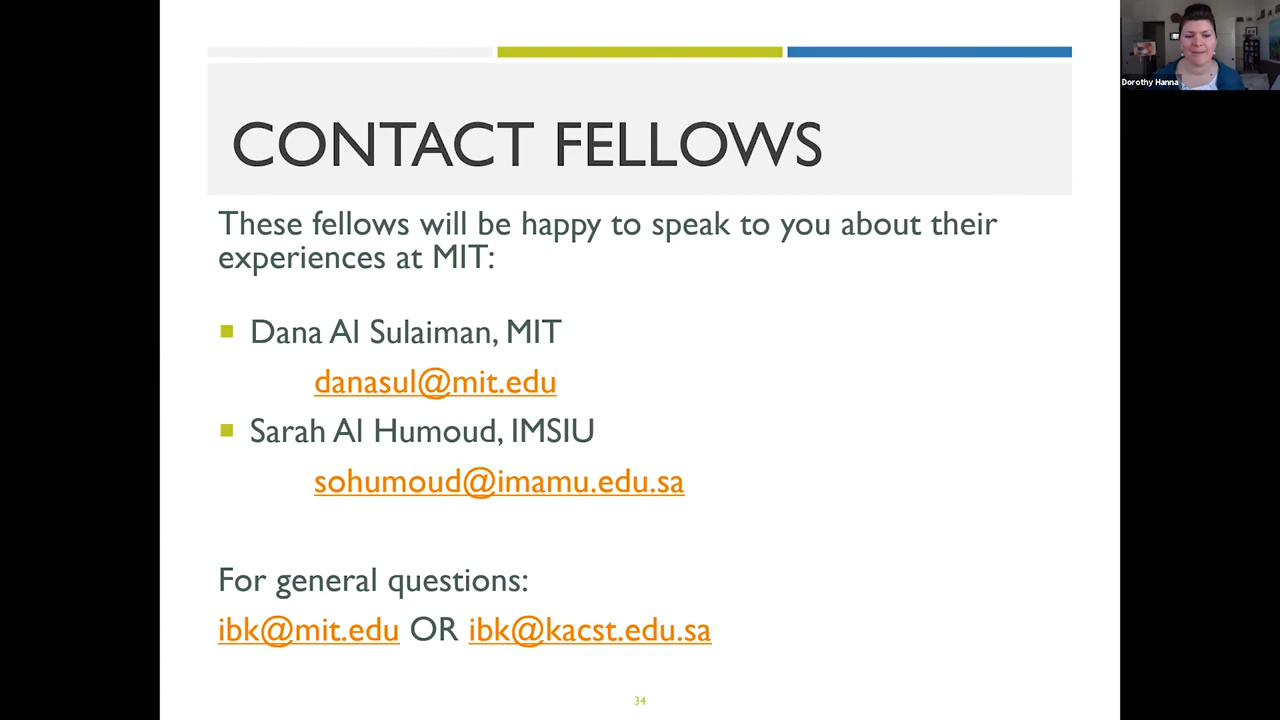 Dorothy Hanna
CONTACT FELLOWS
These fellows will be happy to speak to you about their
experiences at MIT:
Dana Al Sulaiman, MIT
danasul@mit.edu
Sarah Al Humoud, IMSIU
sohumoud@imamu.edu.sa
For general questions:
ibk@mit.edu OR ibk@kacst.edu.sa
34